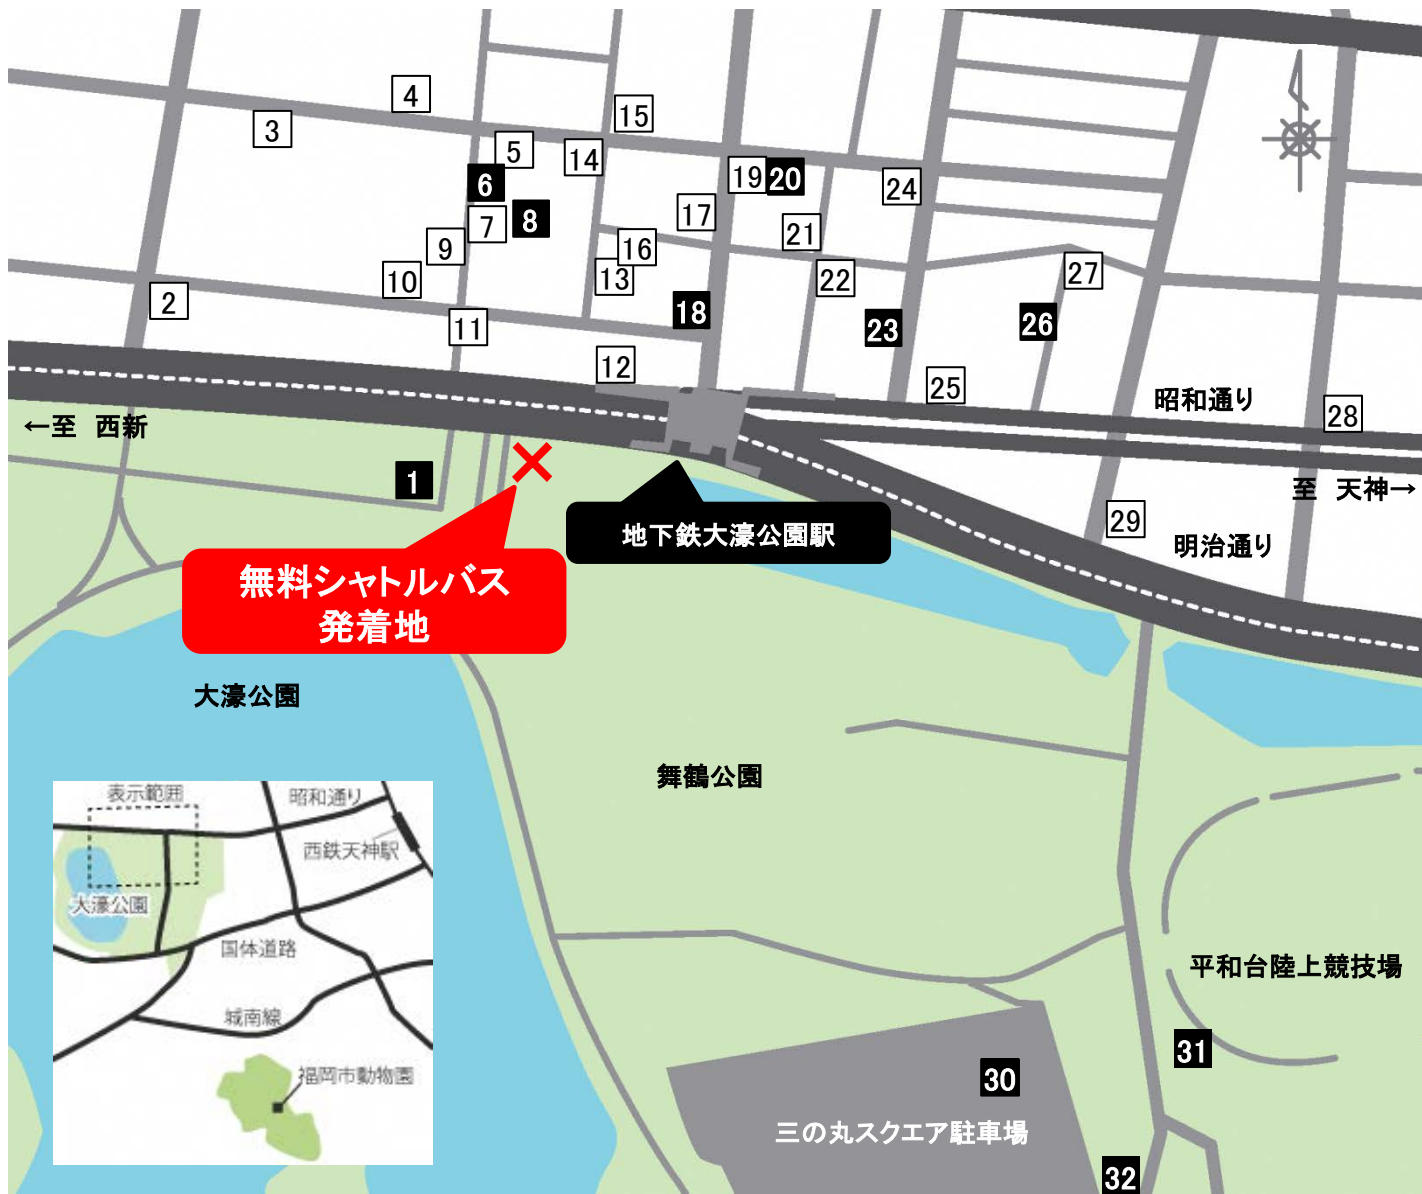 4
15
3
5
14
19
20
6
24
17
7
8
21
9
16
27
10
13
22
2
18
11
23
26
12
25
昭和通り
28
←至 西新
1
至 天神→
29
地下鉄大濠公園駅
明治通り
無料シャトルバス
発着地
大濠公園
舞鶴公園
表示範囲
昭和通り
西鉄天神駅
大濠公園
国体道路
平和台陸上競技場
城南線
31
福岡市動物園
30
三の丸スクエア駐車場
32